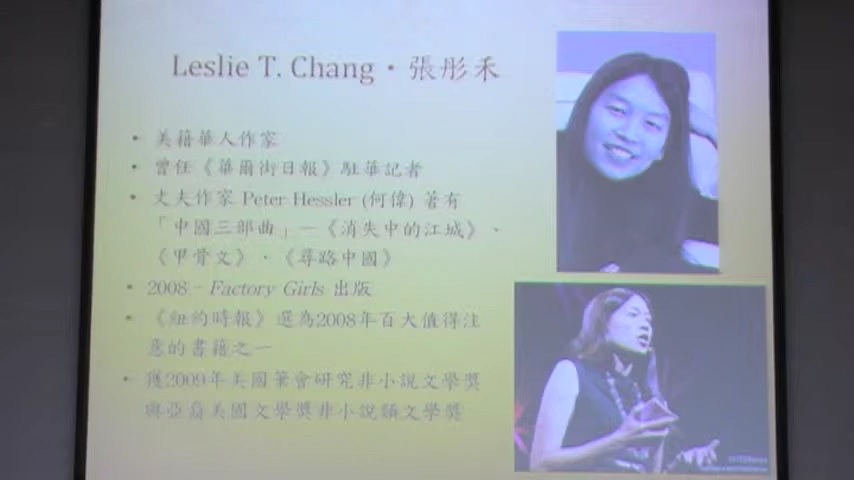 Leslie T. Chang・張彤禾
• 美籍華人作家
• 曾任《華爾街日報》駐華記者
• 丈夫作家 Peter Hessler (何偉) 著有
「中國三部曲」–《消失中的江城》、
《甲骨文》、《尋路中國》
• 2008 – Factory Girls 出版
• 《紐約時報》選為2008年百大值得注
意的書籍之一
• 獲2009年美國筆會研究非小說文學獎
與亞裔美國文學獎非小說類文學獎